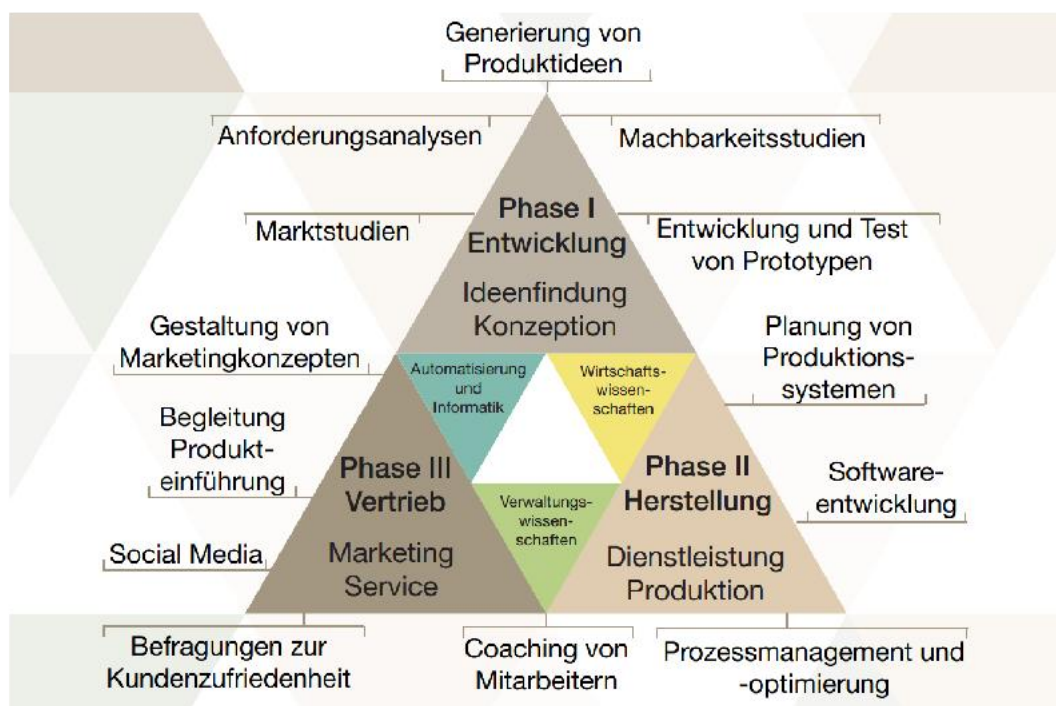 Generierung von
Produktideen
Anforderungsanalysen
Machbarkeitsstudien
Marktstudien
Phase I
Entwicklung
Ideenfindung
Konzeption
Entwicklung und Test
von Prototypen
Gestaltung von
Marketingkonzepten
Automatisierung
und
Informatik
Wirtschafts-
wissen-
schaften
Planung von
Produktions-
systemen
Begleitung
Produkt-
einführung
Phase III
Vertrieb
Marketing
Service
Verwaltungs-
wissen-
schaften
Phase II
Herstellung
Dienstleistung
Produktion
Software-
entwicklung
Social Media
Befragungen zur
Kundenzufriedenheit
Coaching von
Mitarbeitern
Prozessmanagement und
-optimierung